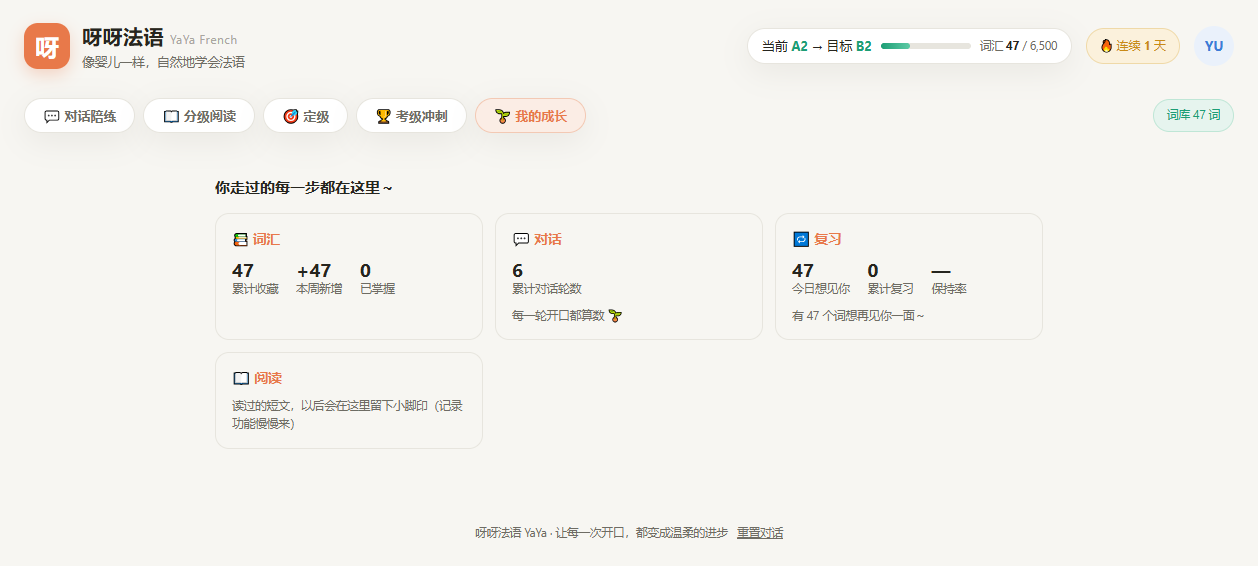 呀
呀呀法语 YaYa French
像婴儿一样，自然地学会法语
当前 A2 → 目标 B2 词汇 47 / 6,500
连续 1 天
YU
对话陪练
分级阅读
定级
考级冲刺
我的成长
词库 47 词
你走过的每一步都在这里 ~
词汇
47 +47 0
累计收藏 本周新增 已掌握
对话
6
累计对话轮数
每一轮开口都算数
复习
47 0 —
今日想见你 累计复习 保持率
有 47 个词想再见你一面 ~
阅读
读过的短文，以后会在这里留下小脚印（记录
功能慢慢来）
呀呀法语 YaYa · 让每一次开口，都变成温柔的进步 重置对话